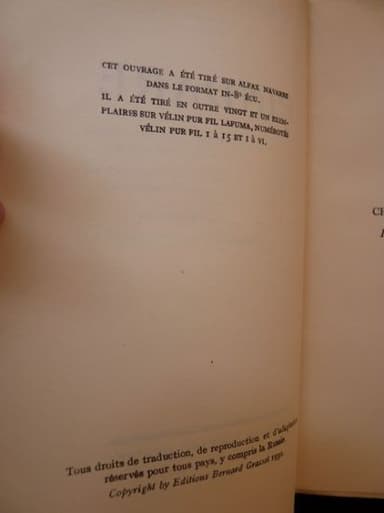 CET OUVRAGE A ÉTÉ TIRÉ SUR ALFAX NAVARRE
DANS LE FORMAT IN-8° ÉCU.
IL A ÉTÉ TIRÉ EN OUTRE VINGT ET UN EXEM-
PLAIRES SUR VÉLIN PUR FIL LAFUMA, NUMÉROTÉS
VÉLIN PUR FIL 1 à 15 ET I à VI.
Tous droits de traduction, de reproduction et d'adaptation
réservés pour tous pays, y compris la Russie.
Copyright by Editions Bernard Grasset